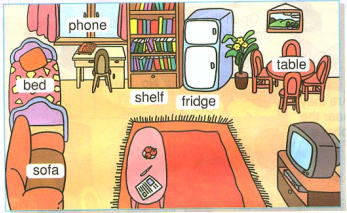 phone
table
bed
shelf
fridge
sofa